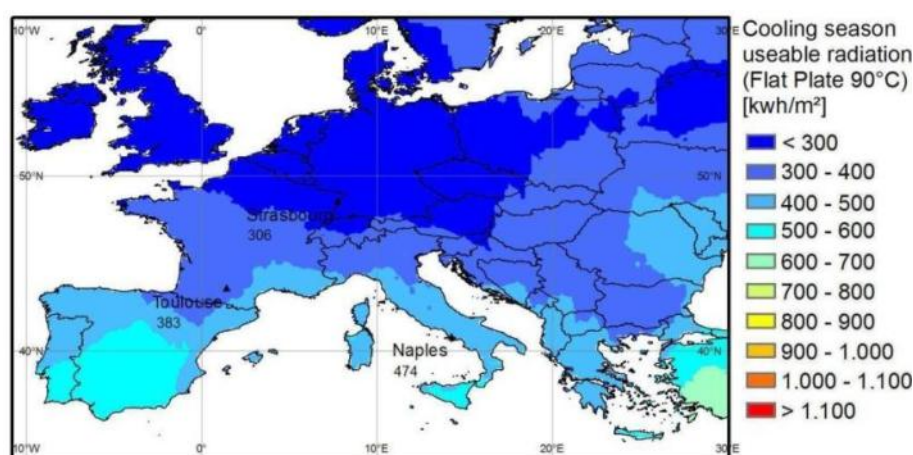 10°W
0°
10°E
20°E
30°E
50°N
50°N
Strasbourg
306
Toulouse
383
Naples
474
40°N
40°N
10°W
0°
10°E
20°E
30°E
Cooling season
useable radiation
(Flat Plate 90°C)
[kwh/m²]
< 300
300 - 400
400 - 500
500 - 600
600 - 700
700 - 800
800 - 900
900 - 1.000
1.000 - 1.100
> 1.100